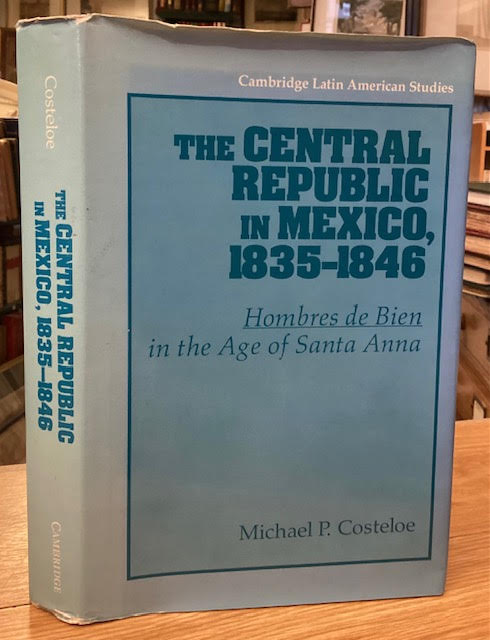 Costeloe
THE CENTRAL REPUBLIC
IN MEXICO, 1835–1846
CAMBRIDGE
Cambridge Latin American Studies
THE CENTRAL
REPUBLIC
IN MEXICO,
1835–1846
Hombres de Bien
in the Age of Santa Anna
Michael P. Costeloe